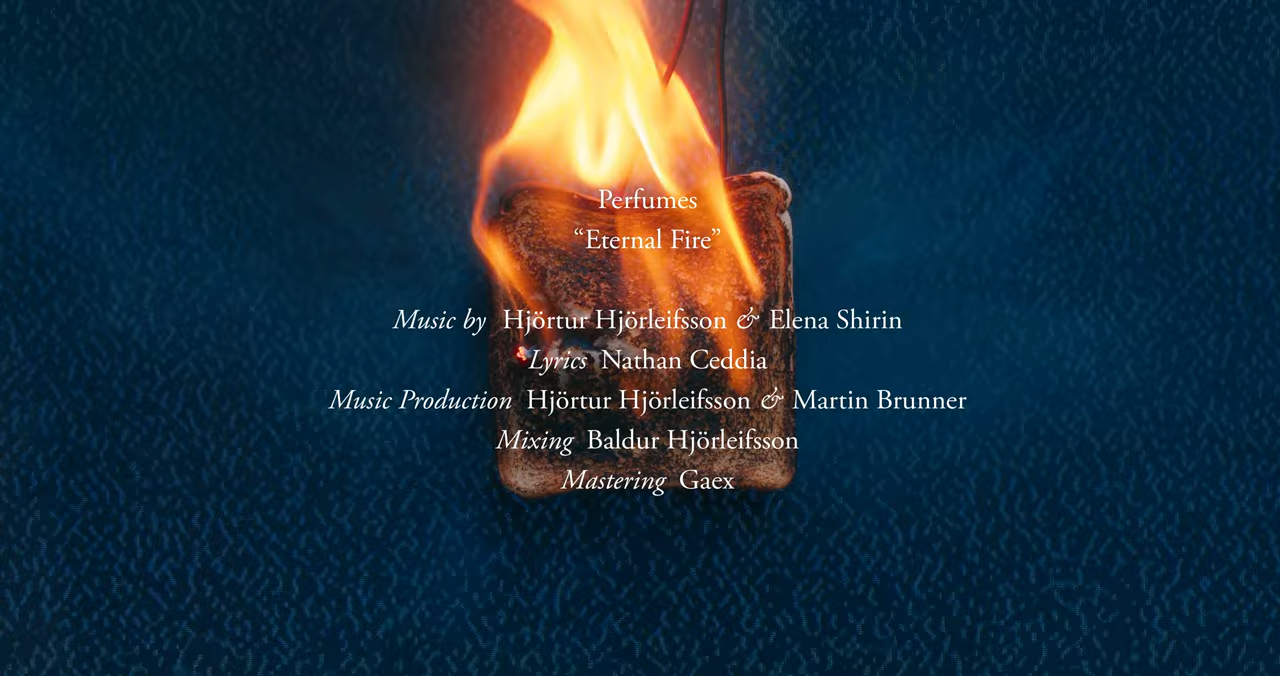 Perfumes
“Eternal Fire”
Music by Hjörtur Hjörleifsson & Elena Shirin
Lyrics Nathan Ceddia
Music Production Hjörtur Hjörleifsson & Martin Brunner
Mixing Baldur Hjörleifsson
Mastering Gaex